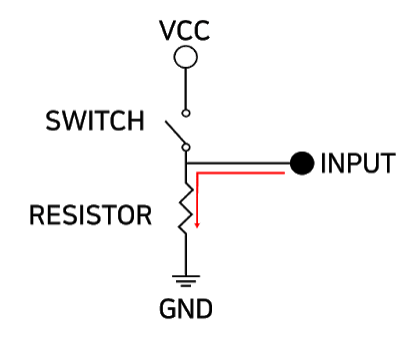 VCC
SWITCH
INPUT
RESISTOR
GND